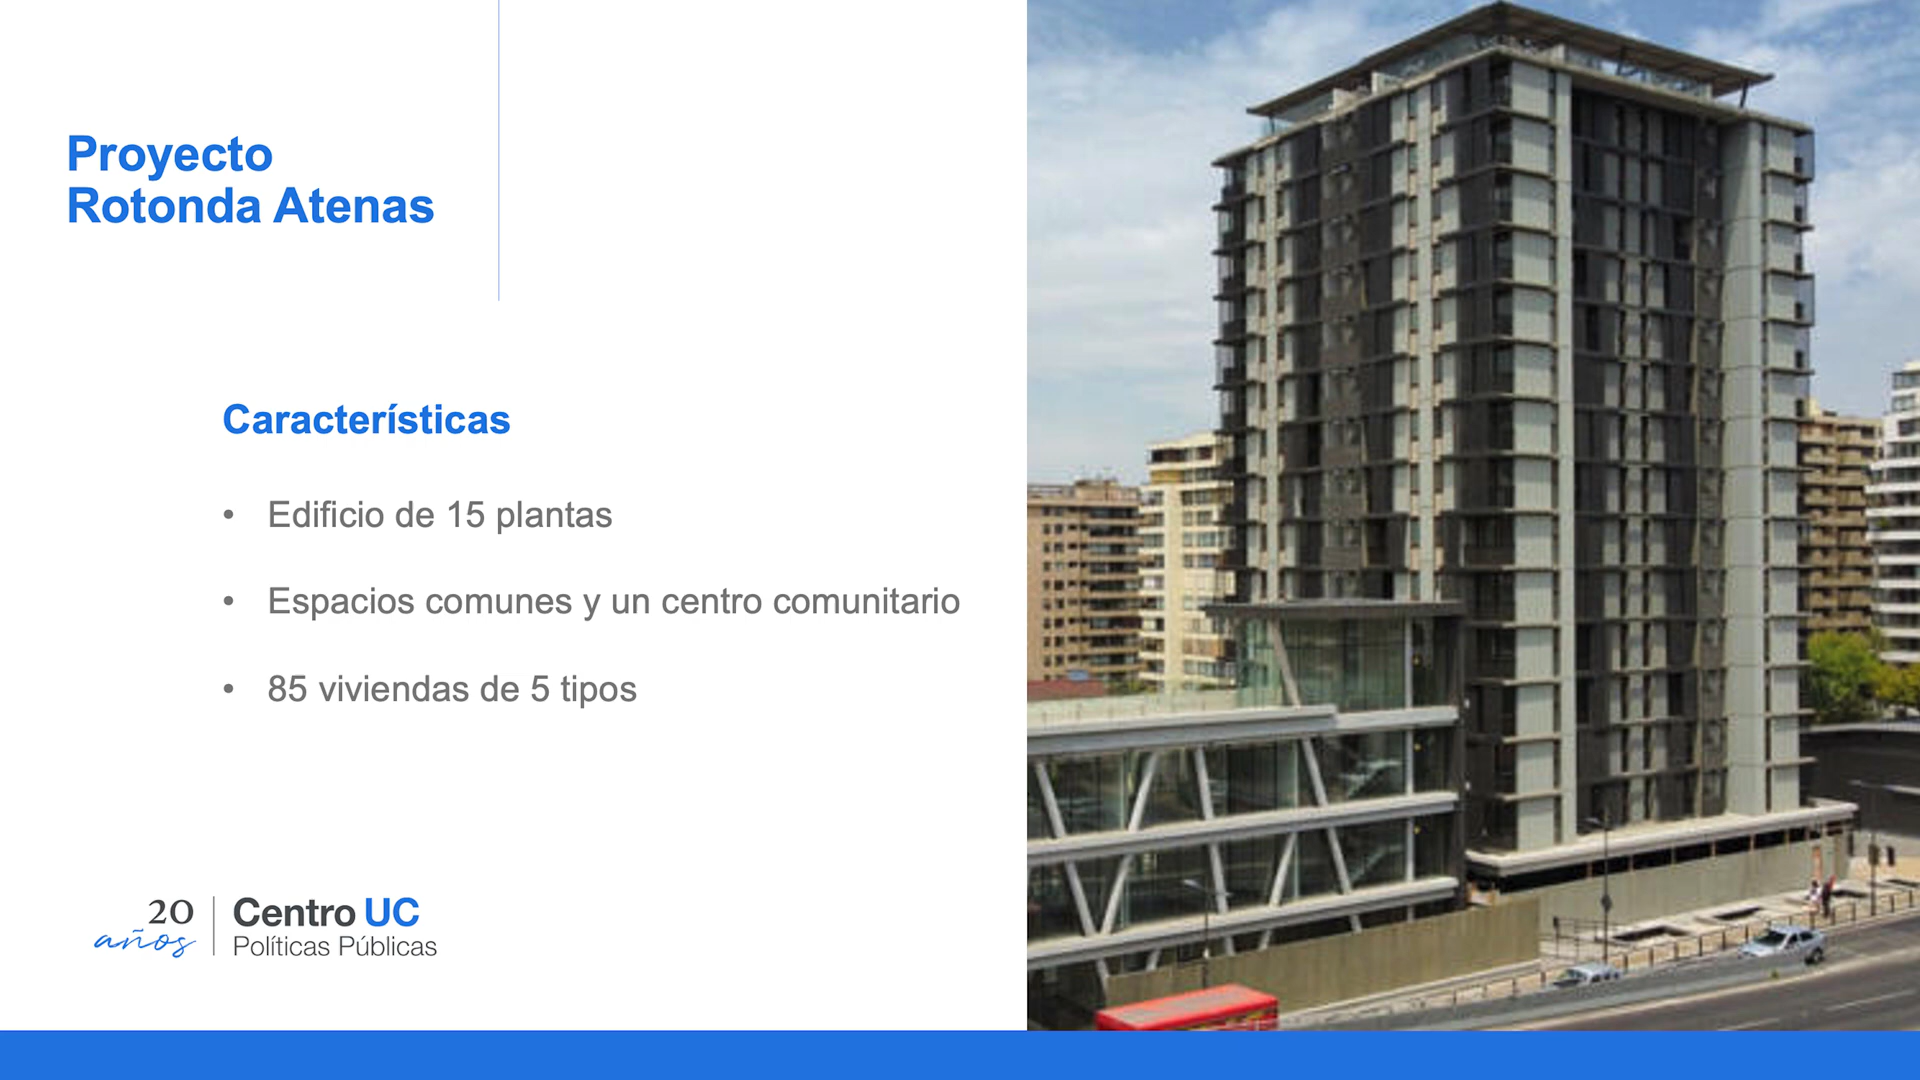 Proyecto
Rotonda Atenas
Características
• Edificio de 15 plantas
• Espacios comunes y un centro comunitario
• 85 viviendas de 5 tipos
20 años
Centro UC
Políticas Públicas